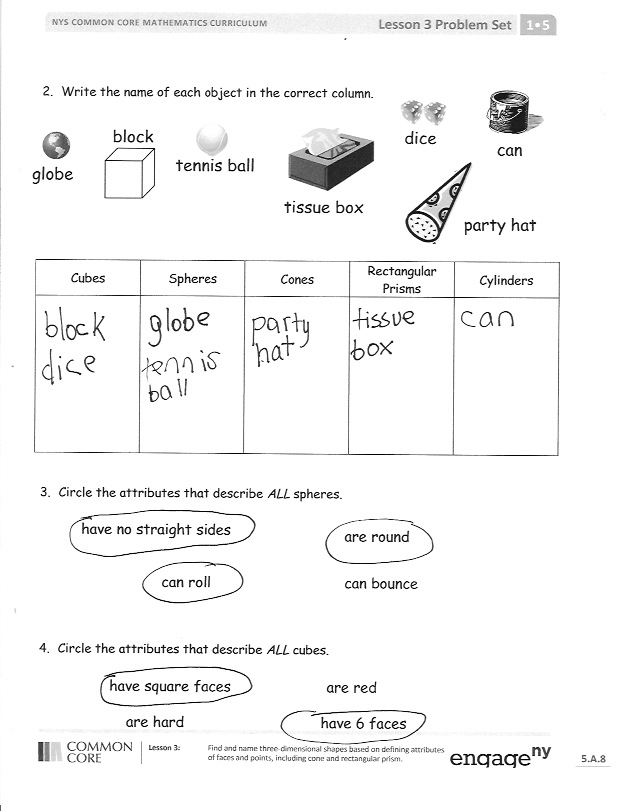 NYS COMMON CORE MATHEMATICS CURRICULUM
Lesson 3 Problem Set
1•5
2. Write the name of each object in the correct column.
globe
block
tennis ball
tissue box
dice
can
party hat
Cubes
Spheres
Cones
Rectangular
Prisms
Cylinders
block
dice
globe
tennis
ball
party
hat
tissue
box
can
3. Circle the attributes that describe ALL spheres.
have no straight sides
are round
can roll
can bounce
4. Circle the attributes that describe ALL cubes.
have square faces
are red
are hard
have 6 faces
COMMON
CORE
Lesson 3:
Find and name three-dimensional shapes based on defining attributes
of faces and points, including cone and rectangular prism.
engage ny
5.A.8